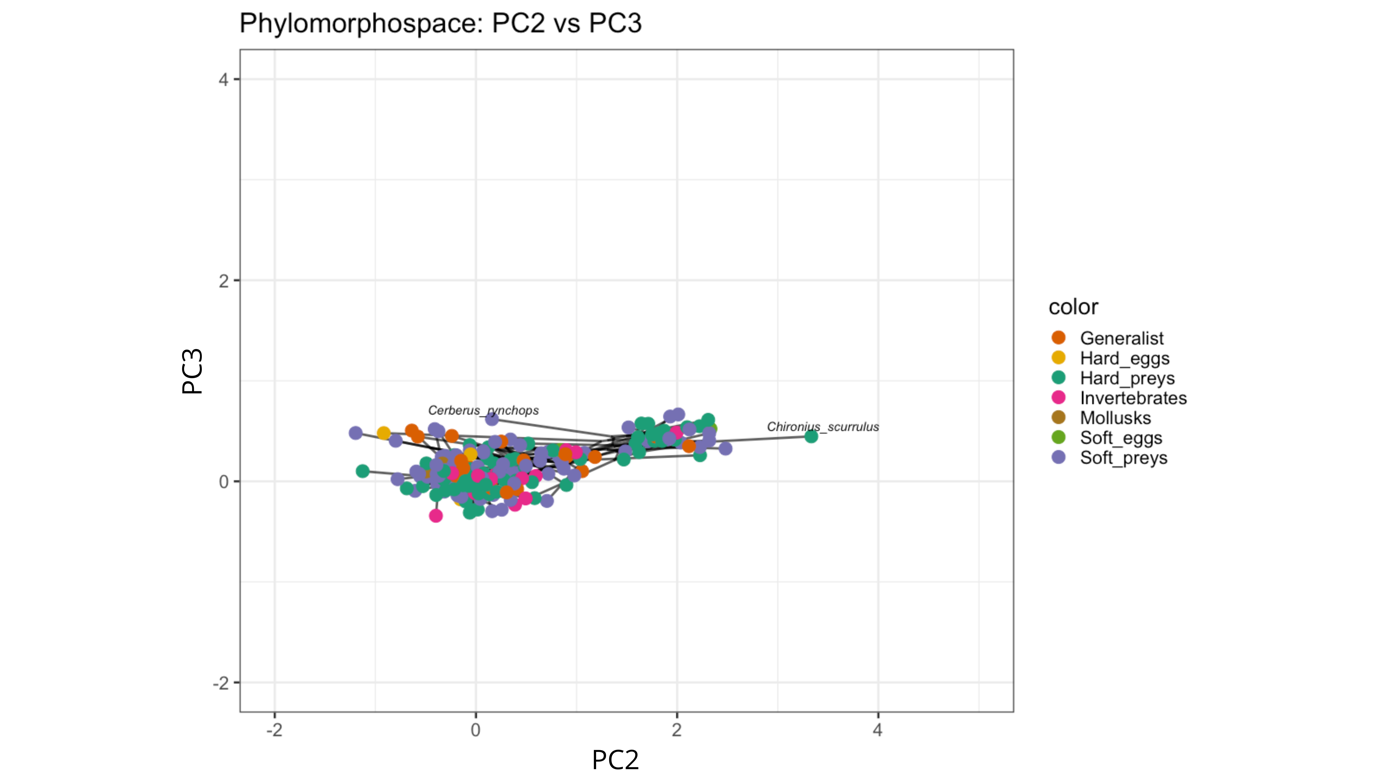 Phylomorphospace: PC2 vs PC3
4
2
0
-2
PC3
Cerberus_rynchops
Chironius_scurrulus
-2
0
2
4
PC2
color
Generalist
Hard_eggs
Hard_preys
Invertebrates
Mollusks
Soft_eggs
Soft_preys